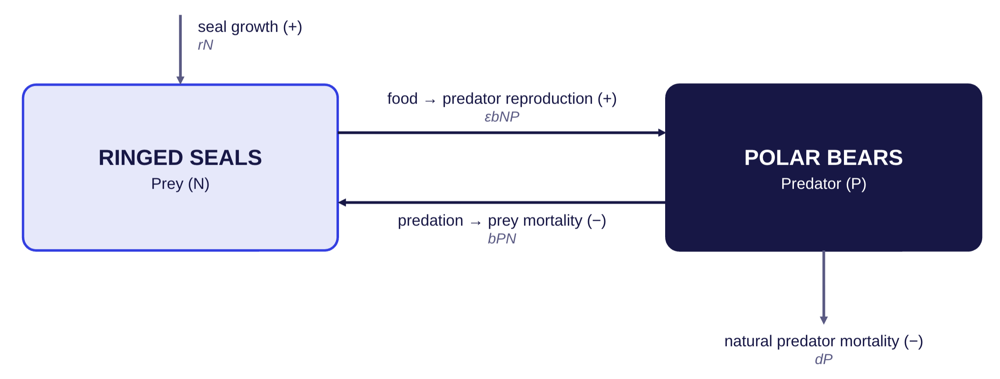 seal growth (+)
rN
food → predator reproduction (+)
εbNP
RINGED SEALS
Prey (N)
POLAR BEARS
Predator (P)
predation → prey mortality (−)
bPN
natural predator mortality (−)
dP